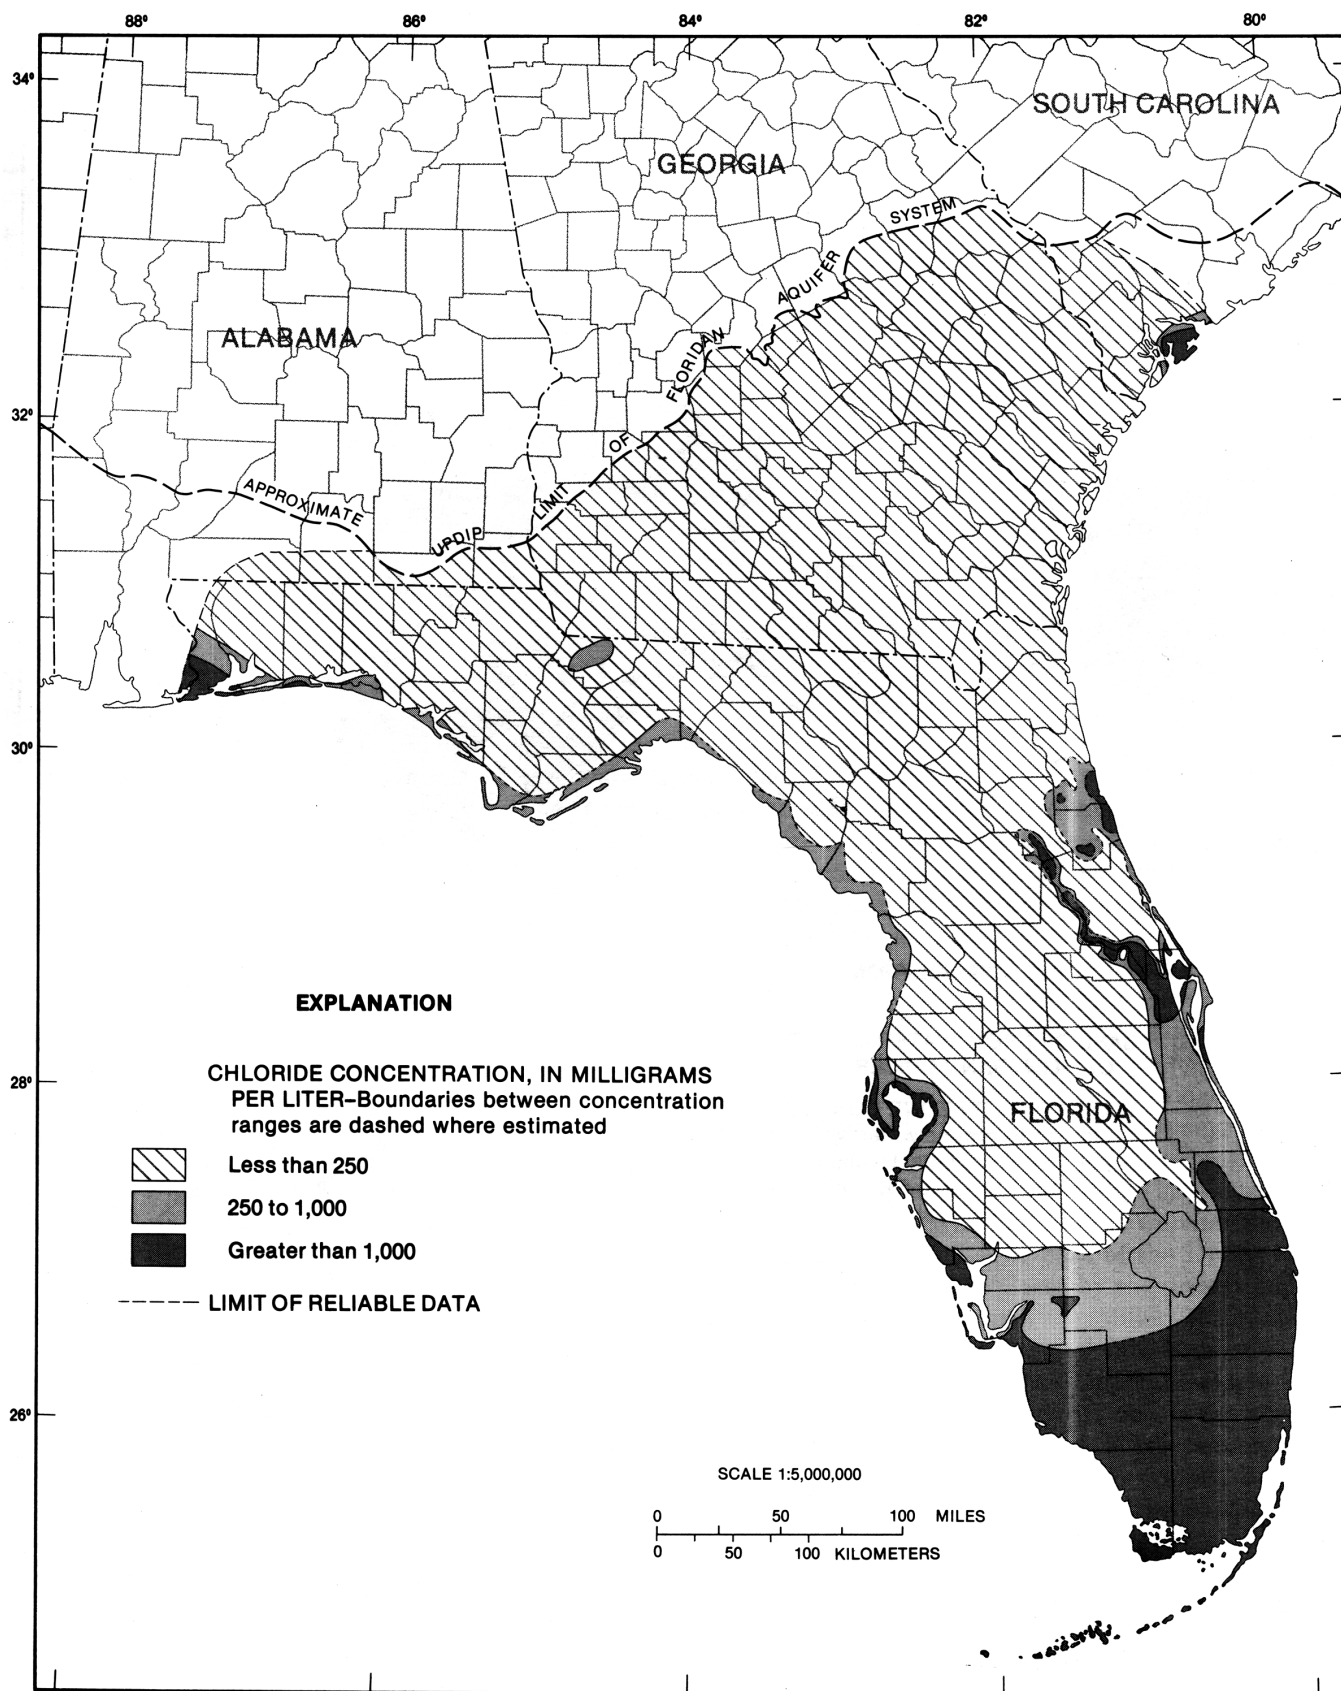 88° 86° 84° 82° 80°
34°
SOUTH CAROLINA
GEORGIA
SYSTEM
AQUIFER
ALABAMA
FLORIDAN
32°
OF
LIMIT
APPROXIMATE
UPDIP
30°
EXPLANATION
CHLORIDE CONCENTRATION, IN MILLIGRAMS
PER LITER–Boundaries between concentration
ranges are dashed where estimated
Less than 250
250 to 1,000
Greater than 1,000
LIMIT OF RELIABLE DATA
28°
FLORIDA
26°
SCALE 1:5,000,000
0 50 100 MILES
0 50 100 KILOMETERS